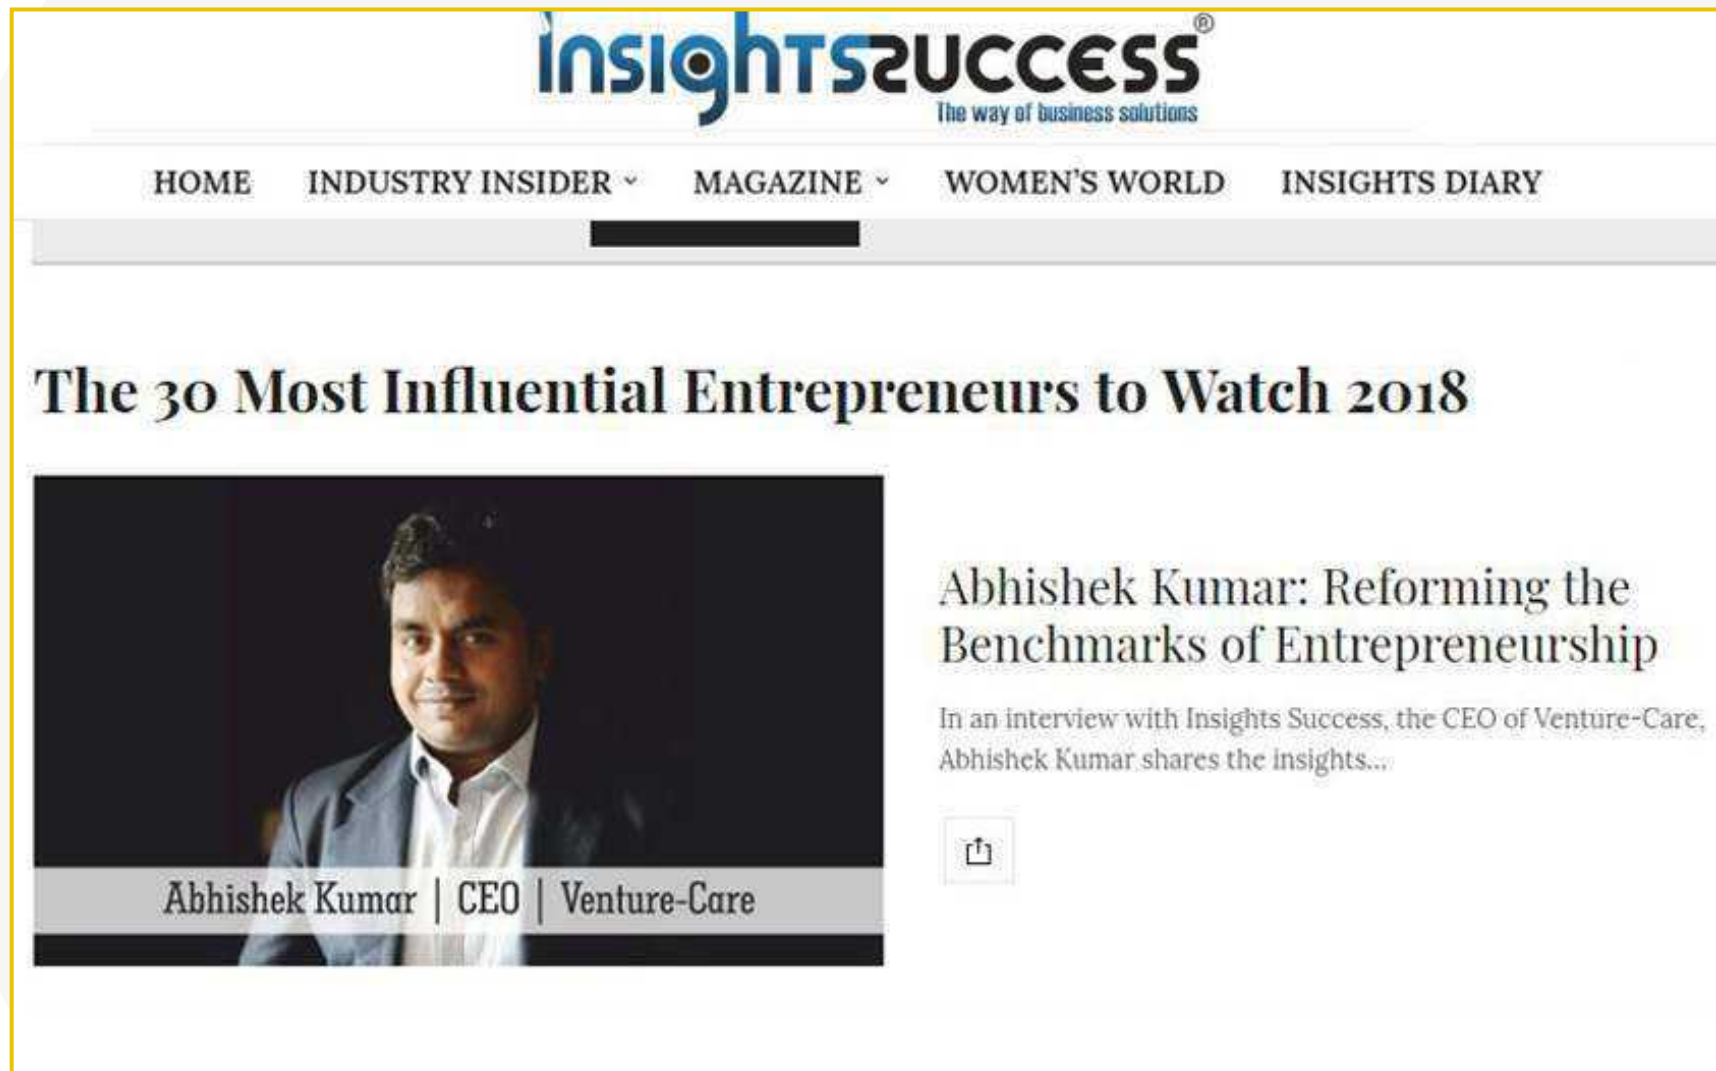 insightssuccess®
The way of business solutions
HOME INDUSTRY INSIDER MAGAZINE WOMEN'S WORLD INSIGHTS DIARY
The 30 Most Influential Entrepreneurs to Watch 2018
Abhishek Kumar: Reforming the
Benchmarks of Entrepreneurship
In an interview with Insights Success, the CEO of Venture-Care,
Abhishek Kumar shares the insights...
Abhishek Kumar | CEO | Venture-Care